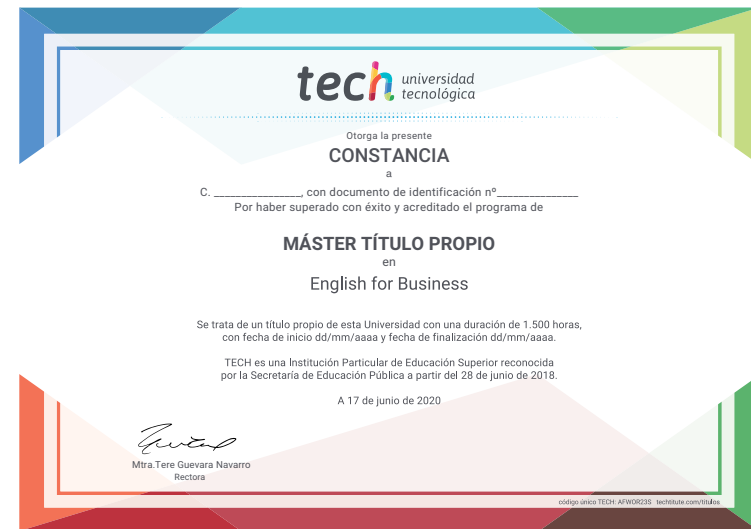 tech universidad
tecnológica
Otorga la presente
CONSTANCIA
a
C. ________________, con documento de identificación nº_______________
Por haber superado con éxito y acreditado el programa de
MÁSTER TÍTULO PROPIO
en
English for Business
Se trata de un título propio de esta Universidad con una duración de 1.500 horas,
con fecha de inicio dd/mm/aaaa y fecha de finalización dd/mm/aaaa.
TECH es una Institución Particular de Educación Superior reconocida
por la Secretaría de Educación Pública a partir del 28 de junio de 2018.
A 17 de junio de 2020
Mtra.Tere Guevara Navarro
Rectora
código único TECH: AFWOR23S techtitute.com/titulos